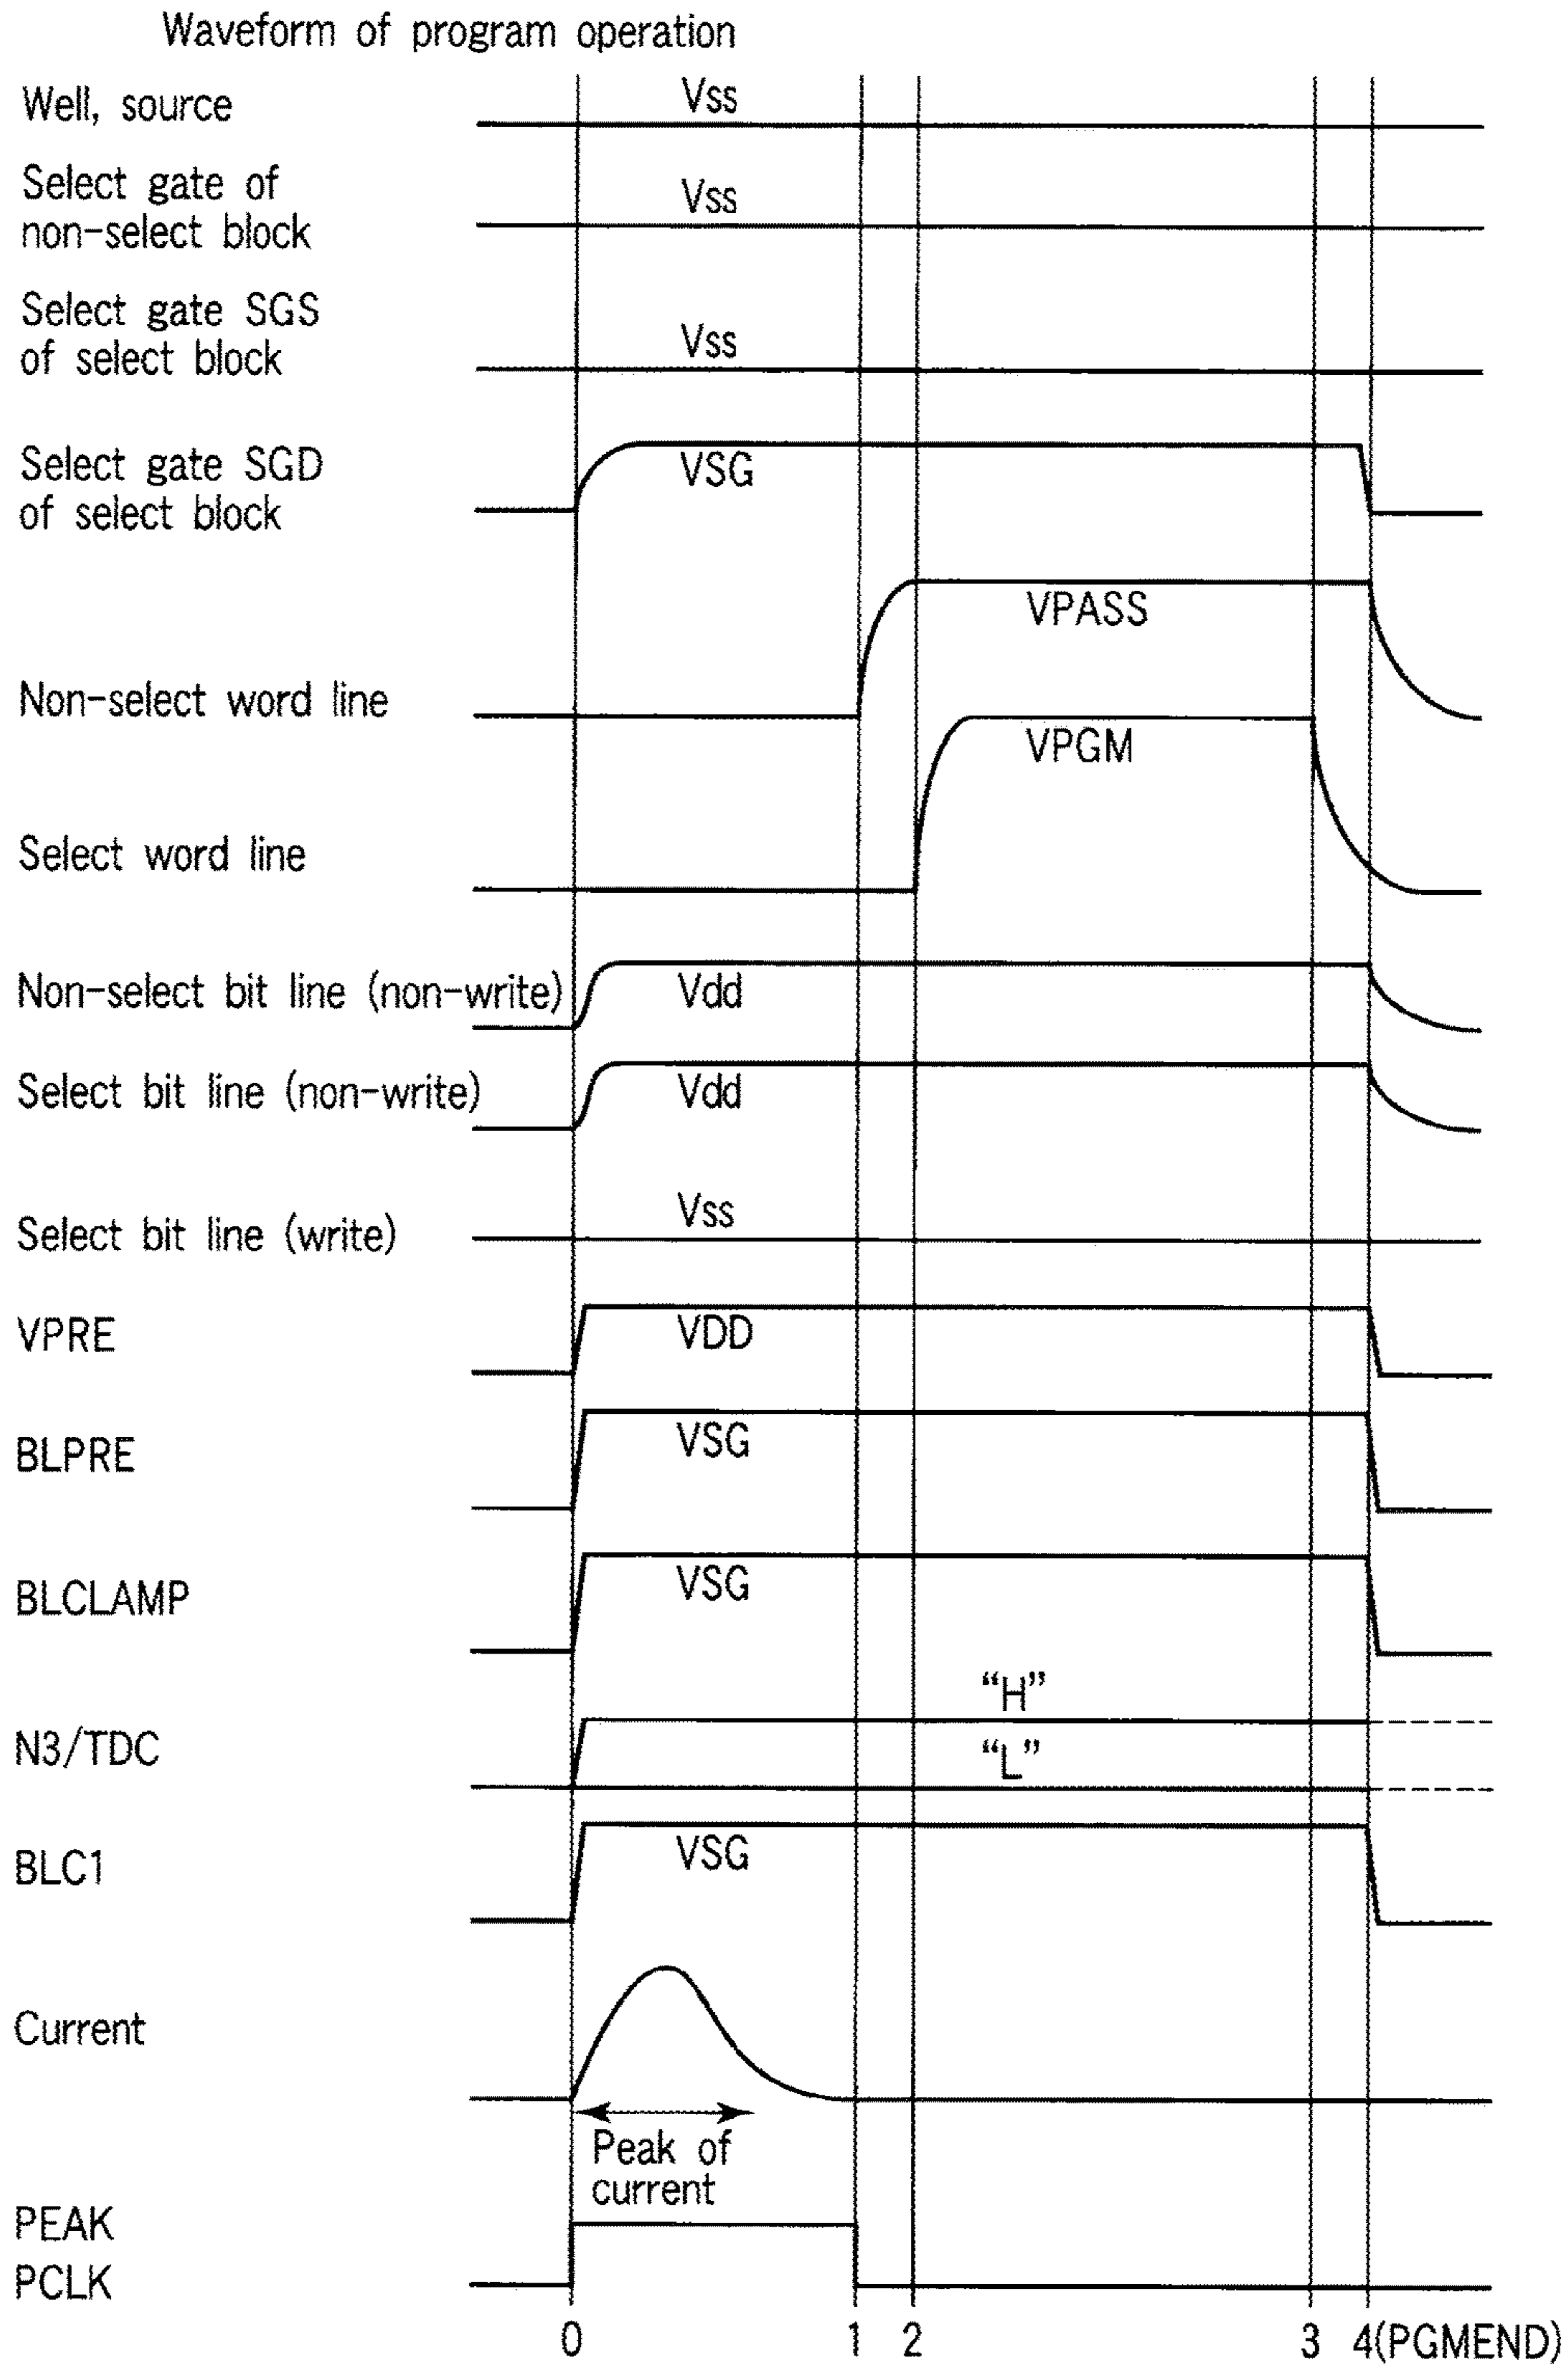 Waveform of program operation
Well, source
Vss
Select gate of
non-select block
Vss
Select gate SGS
of select block
Vss
Select gate SGD
of select block
VSG
VPASS
Non-select word line
VPGM
Select word line
Non-select bit line (non-write)
Vdd
Select bit line (non-write)
Vdd
Select bit line (write)
Vss
VPRE
VDD
BLPRE
VSG
BLCLAMP
VSG
N3/TDC
“H”
“L”
BLC1
VSG
Current
Peak of
current
PEAK
PCLK
0 1 2 3 4(PGMEND)